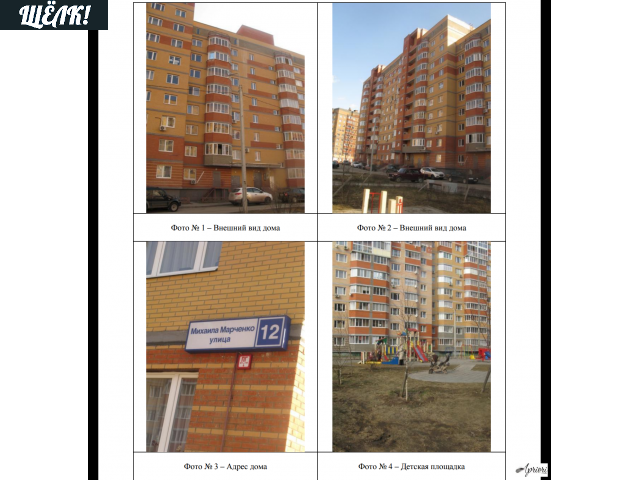 ЩЁЛК!
Фото № 1 – Внешний вид дома
Фото № 2 – Внешний вид дома
Михаила Марченко
улица
12
Фото № 3 – Адрес дома
Фото № 4 – Детская площадка
Apriori